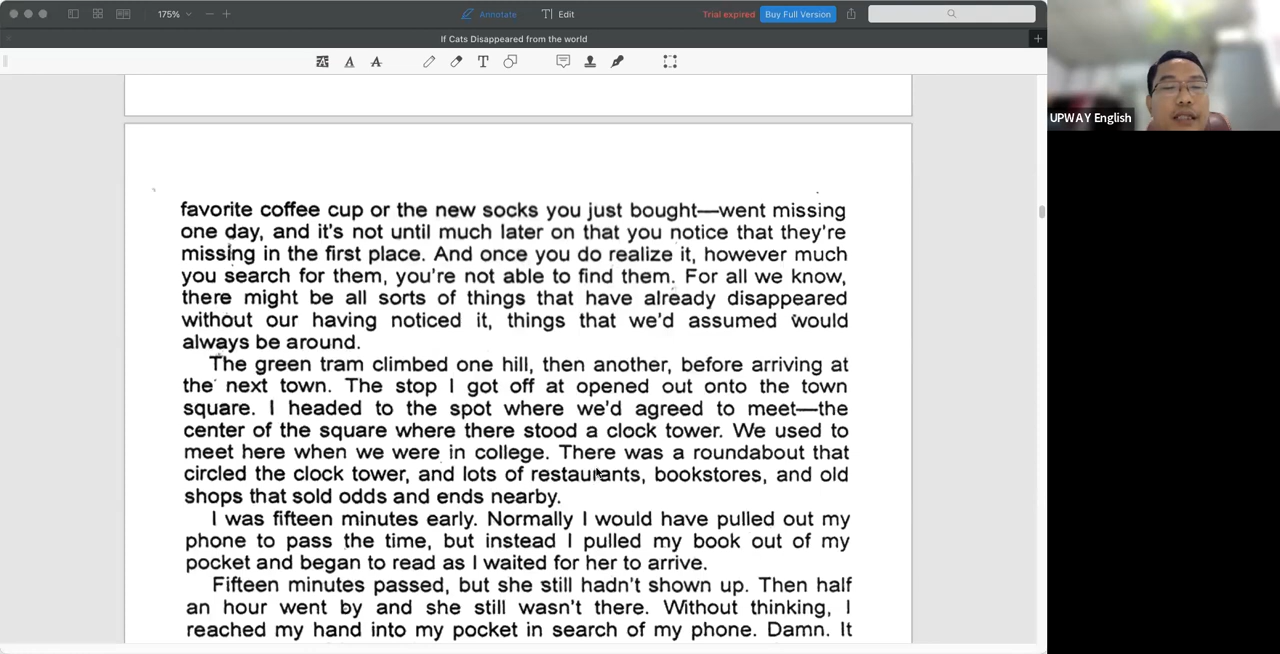 175%
Annotate
Edit
Trial expired
Buy Full Version
If Cats Disappeared from the world
UPWAY English
favorite coffee cup or the new socks you just bought—went missing
one day, and it's not until much later on that you notice that they're
missing in the first place. And once you do realize it, however much
you search for them, you're not able to find them. For all we know,
there might be all sorts of things that have already disappeared
without our having noticed it, things that we'd assumed would
always be around.
The green tram climbed one hill, then another, before arriving at
the next town. The stop I got off at opened out onto the town
square. I headed to the spot where we'd agreed to meet—the
center of the square where there stood a clock tower. We used to
meet here when we were in college. There was a roundabout that
circled the clock tower, and lots of restaurants, bookstores, and old
shops that sold odds and ends nearby.
I was fifteen minutes early. Normally I would have pulled out my
phone to pass the time, but instead I pulled my book out of my
pocket and began to read as I waited for her to arrive.
Fifteen minutes passed, but she still hadn't shown up. Then half
an hour went by and she still wasn't there. Without thinking, I
reached my hand into my pocket in search of my phone. Damn. It